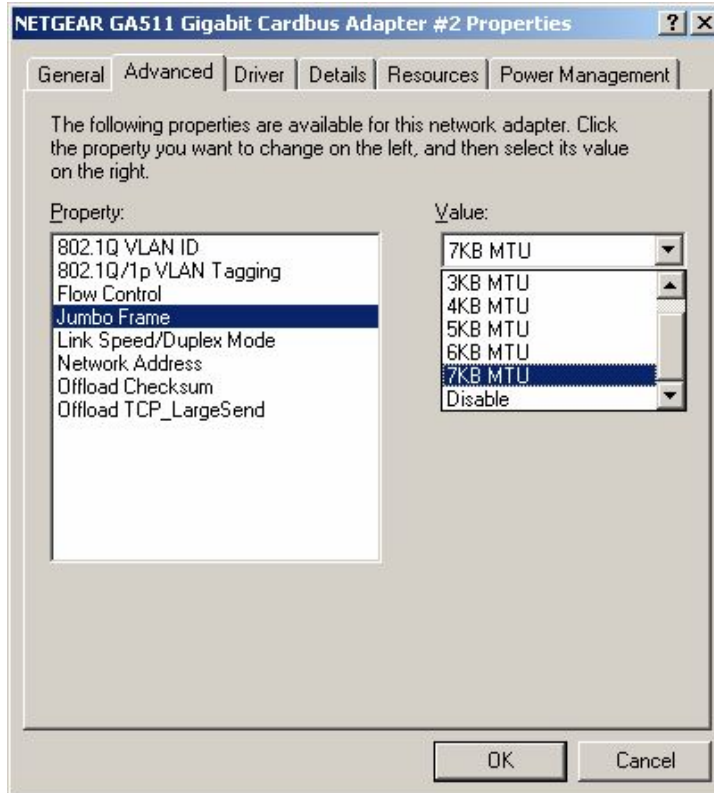 NETGEAR GA511 Gigabit Cardbus Adapter #2 Properties
General Advanced Driver Details Resources Power Management
The following properties are available for this network adapter. Click
the property you want to change on the left, and then select its value
on the right.
Property:
802.1Q VLAN ID
802.1Q/1p VLAN Tagging
Flow Control
Jumbo Frame
Link Speed/Duplex Mode
Network Address
Offload Checksum
Offload TCP_LargeSend
Value:
7KB MTU
3KB MTU
4KB MTU
5KB MTU
6KB MTU
7KB MTU
Disable
OK Cancel